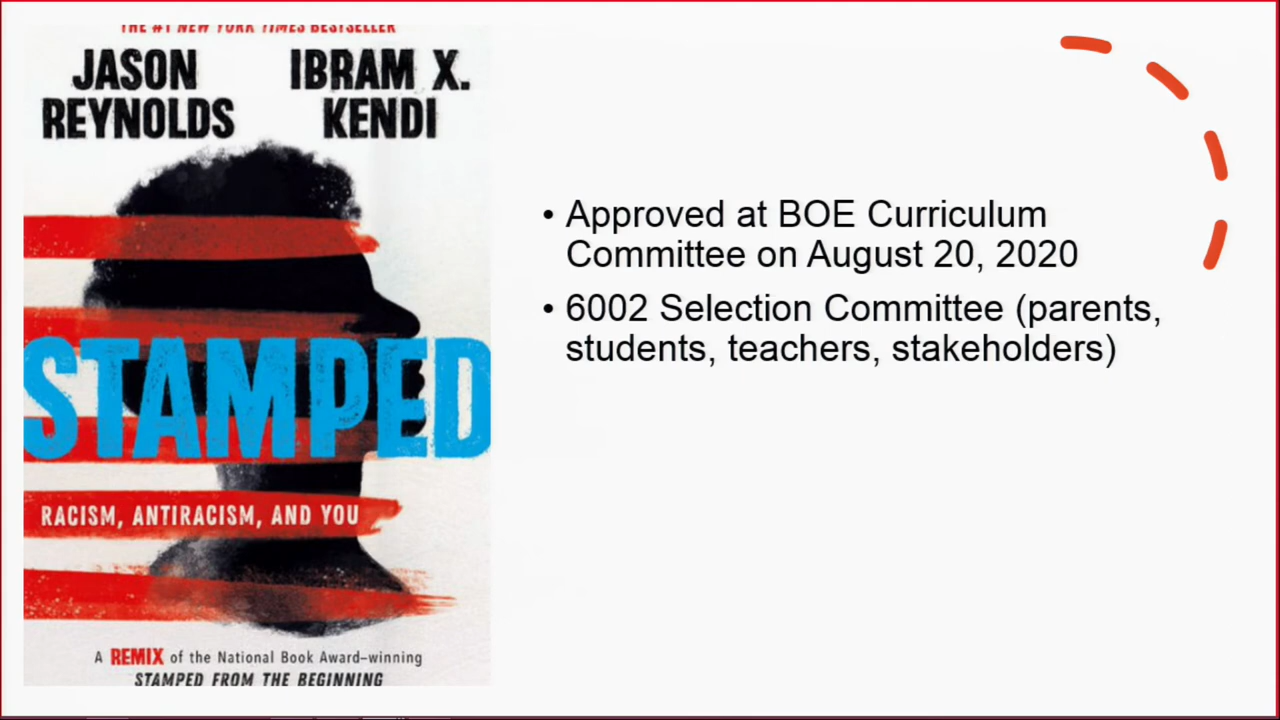 THE #1 NEW YORK TIMES BESTSELLER
JASON REYNOLDS
IBRAM X. KENDI
STAMPED
RACISM, ANTIRACISM, AND YOU
A REMIX of the National Book Award–winning
STAMPED FROM THE BEGINNING
• Approved at BOE Curriculum
Committee on August 20, 2020
• 6002 Selection Committee (parents,
students, teachers, stakeholders)